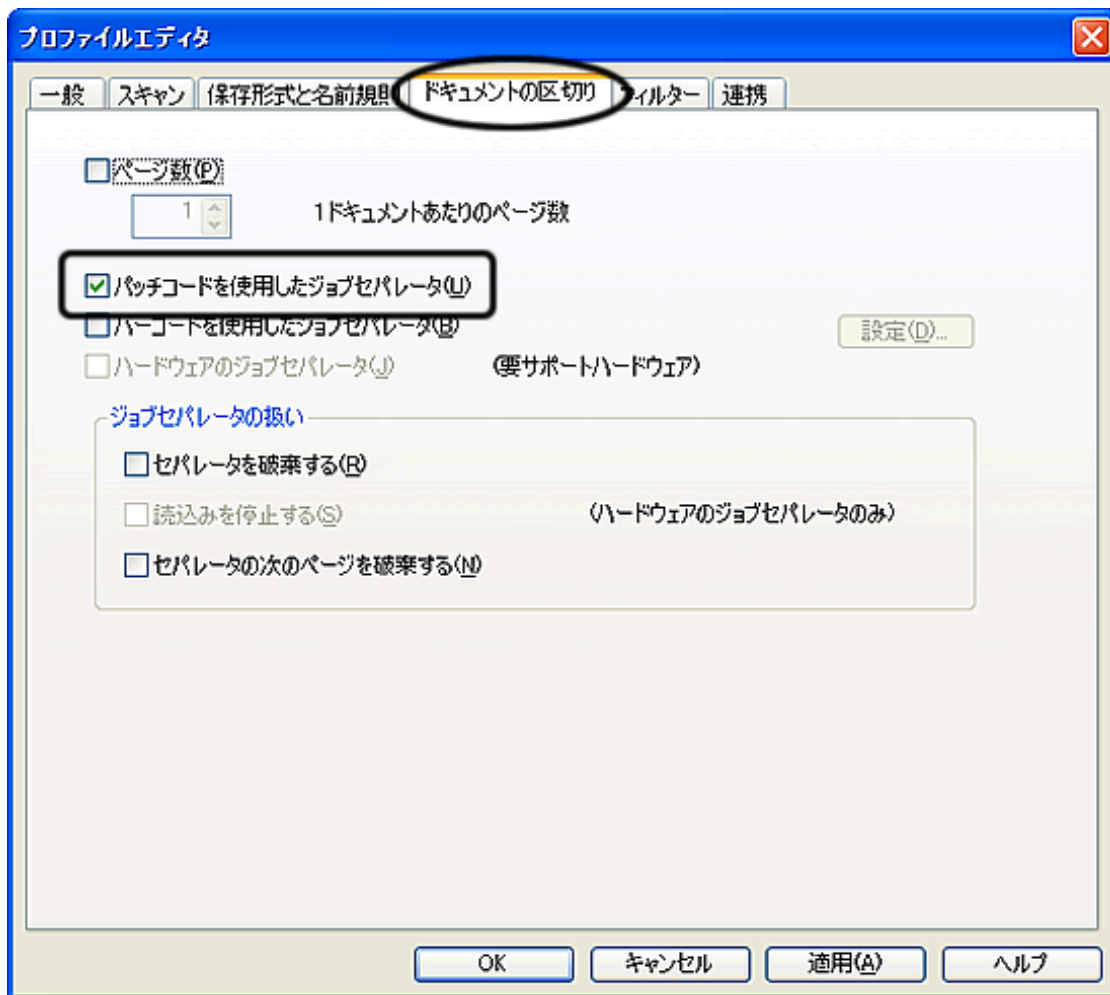 プロファイルエディタ
一般 スキャン 保存形式と名前規則 ドキュメントの区切り フィルター 連携
ページ数(P)
1 1ドキュメントあたりのページ数
パッチコードを使用したジョブセパレータ(U)
バーコードを使用したジョブセパレータ(B) 設定(D)...
ハードウェアのジョブセパレータ(J) (要サポートハードウェア)
ジョブセパレータの扱い
セパレータを破棄する(R)
読込みを停止する(S) (ハードウェアのジョブセパレータのみ)
セパレータの次のページを破棄する(N)
OK キャンセル 適用(A) ヘルプ